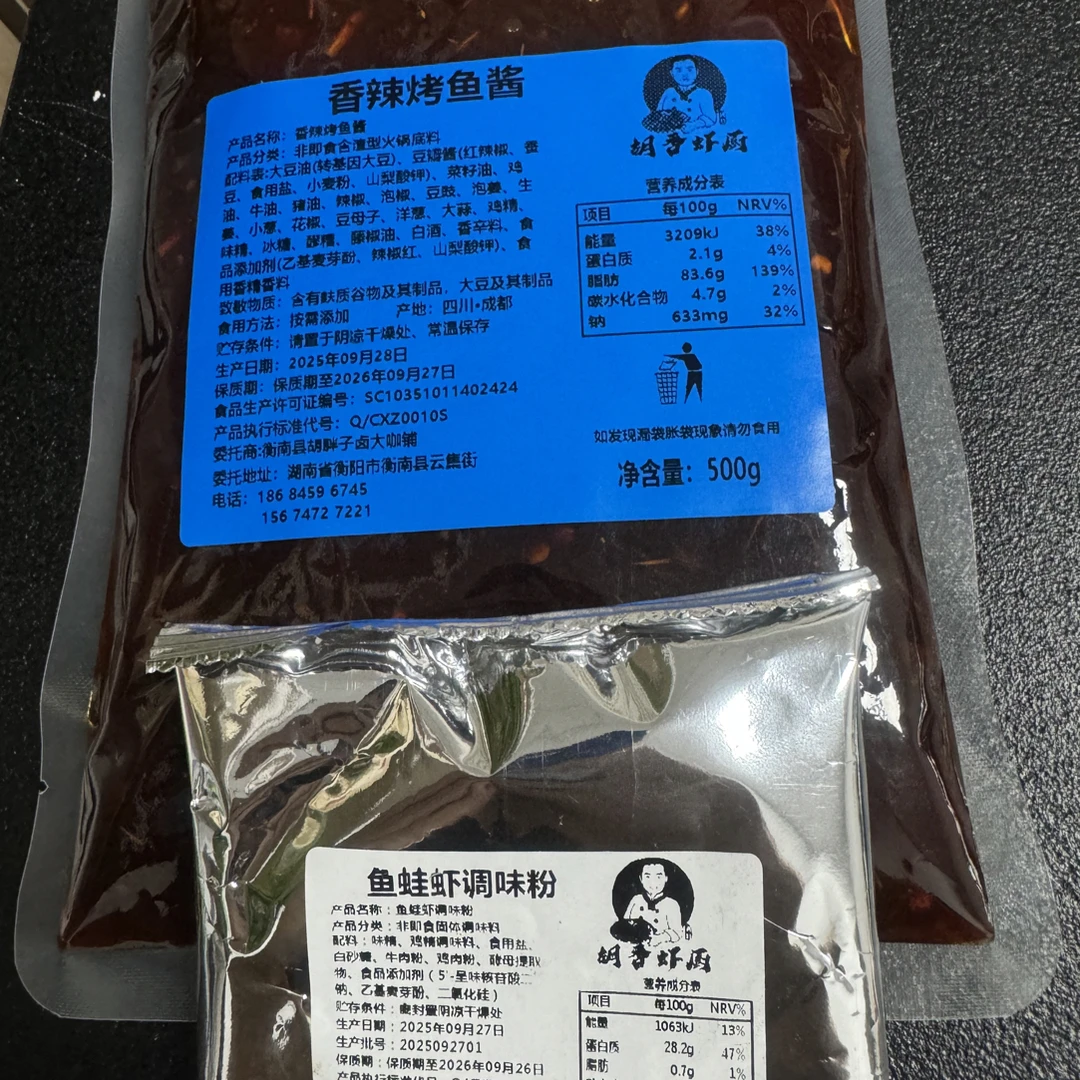 香辣烤鱼酱
产品名称：香辣烤鱼酱
产品分类：非即食含渣型火锅底料
配料表:大豆油(转基因大豆)、豆瓣酱(红辣椒、蚕
豆、食用盐、小麦粉、山梨酸钾)、菜籽油、鸡
油、牛油、猪油、辣椒、泡椒、豆豉、泡姜、生
姜、小葱、花椒、豆母子、洋葱、大蒜、鸡精、
味精、冰糖、醪糟、藤椒油、白酒、香辛料、食
品添加剂(乙基麦芽酚、辣椒红、山梨酸钾)、食
用香精香料
致敏物质：含有麸质谷物及其制品，大豆及其制品
食用方法：按需添加 产地：四川·成都
贮存条件：请置于阴凉干燥处、常温保存
生产日期：2025年09月28日
保质期：保质期至2026年09月27日
食品生产许可证编号：SC10351011402424
产品执行标准代号：Q/CXZ0010S
委托商:衡南县胡胖子卤大咖铺
委托地址：湖南省衡阳市衡南县云集街
电话：186 8459 6745
156 7472 7221
胡李虾厨
营养成分表
项目 每100g NRV%
能量 3209kJ 38%
蛋白质 2.1g 4%
脂肪 83.6g 139%
碳水化合物 4.7g 2%
钠 633mg 32%
如发现漏袋胀袋现象请勿食用
净含量：500g
鱼蛙虾调味粉
产品名称：鱼蛙虾调味粉
产品分类：非即食固体调味料
配料：味精、鸡精调味料、食用盐、
白砂糖、牛肉粉、鸡肉粉、酵母提取
物、食品添加剂（5'-呈味核苷酸二
钠、乙基麦芽酚、二氧化硅）
贮存条件：密封置阴凉干燥处
生产日期：2025年09月27日
生产批号：2025092701
保质期：保质期至2026年09月26日
胡李虾厨
营养成分表
项目 每100g NRV%
能量 1063kJ 13%
蛋白质 28.2g 47%
脂肪 0.7g 1%